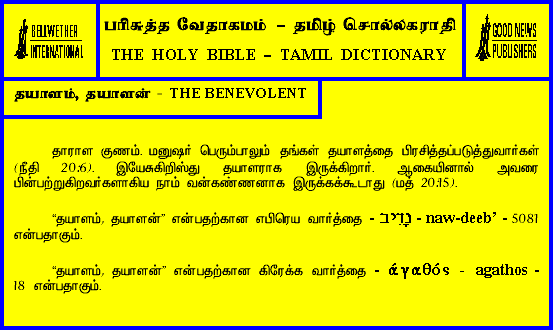 BELLWETHER
INTERNATIONAL
பரிசுத்த வேதாகமம் – தமிழ் சொல்லகராதி
THE HOLY BIBLE – TAMIL DICTIONARY
GOOD NEWS
PUBLISHERS
தயாளம், தயாளன் - THE BENEVOLENT
தாராள குணம். மனுஷர் பெரும்பாலும் தங்கள் தயாளத்தை பிரசித்தப்படுத்துவார்கள்
(நீதி 20:6). இயேசுகிறிஸ்து தயாளராக இருக்கிறார். ஆகையினால் அவரை
பின்பற்றுகிறவர்களாகிய நாம் வன்கண்ணனாக இருக்கக்கூடாது (மத் 20:15).
“தயாளம், தயாளன்” என்பதற்கான எபிரெய வார்த்தை - נָדִיב - naw-deeb’ - 5081
என்பதாகும்.
“தயாளம், தயாளன்” என்பதற்கான கிரேக்க வார்த்தை - άγαθός - agathos -
18 என்பதாகும்.